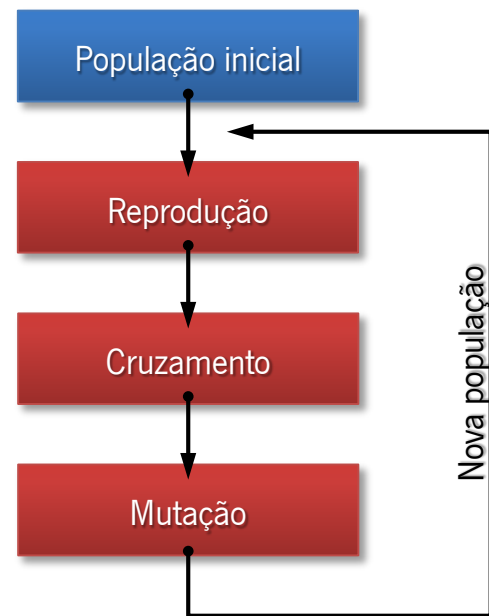 População inicial
Reprodução
Cruzamento
Mutação
Nova população